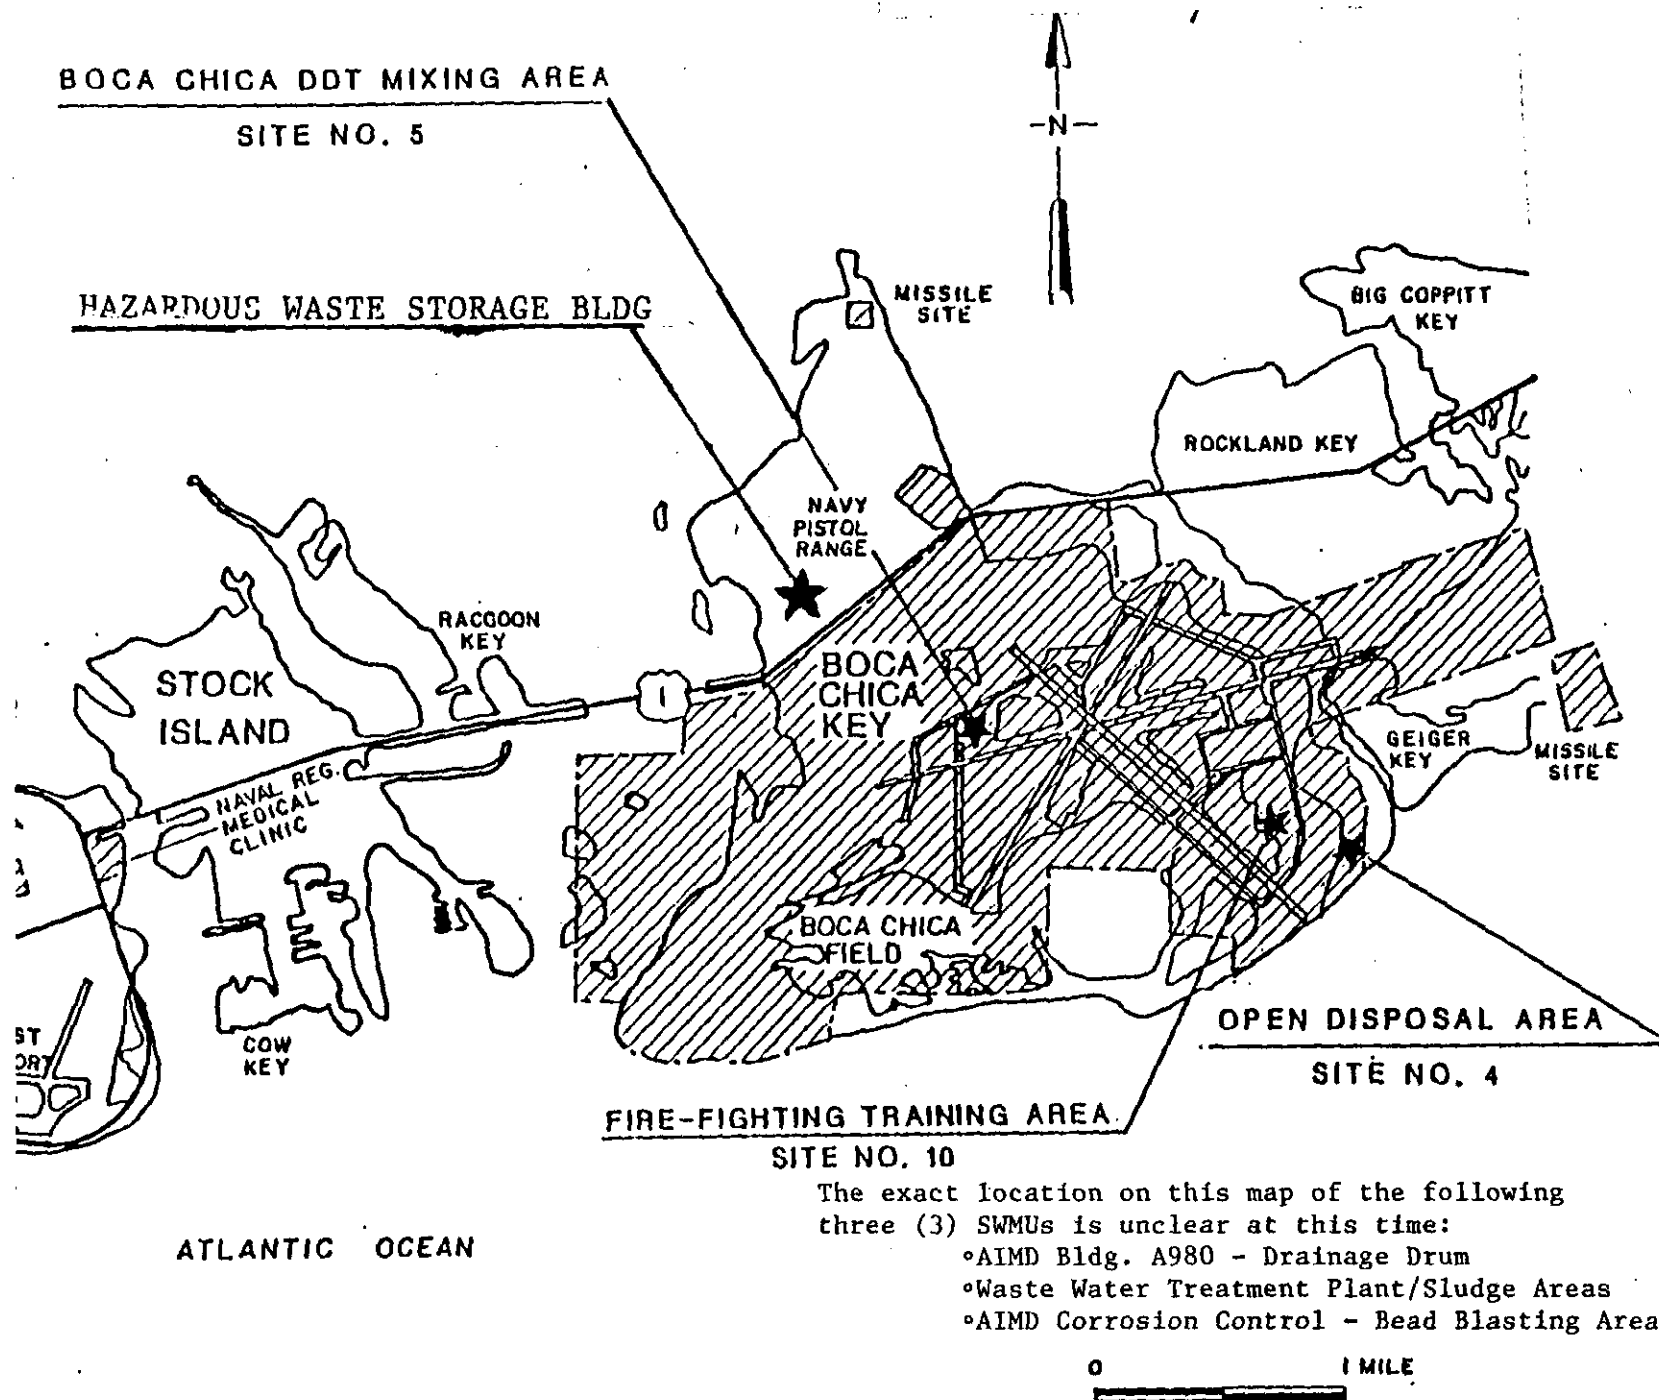 BOCA CHICA DDT MIXING AREA
SITE NO. 5
-N-
HAZARDOUS WASTE STORAGE BLDG
MISSILE
SITE
BIG COPPITT
KEY
ROCKLAND KEY
NAVY
PISTOL
RANGE
RACCOON
KEY
STOCK
ISLAND
1
BOCA
CHICA
KEY
GEIGER
KEY
MISSILE
SITE
NAVAL REG.
MEDICAL
CLINIC
BOCA CHICA
FIELD
COW
KEY
ST
ORT
OPEN DISPOSAL AREA
SITE NO. 4
FIRE-FIGHTING TRAINING AREA
SITE NO. 10
The exact location on this map of the following
three (3) SWMUs is unclear at this time:
°AIMD Bldg. A980 - Drainage Drum
°Waste Water Treatment Plant/Sludge Areas
°AIMD Corrosion Control - Bead Blasting Area
ATLANTIC OCEAN
0 1 MILE